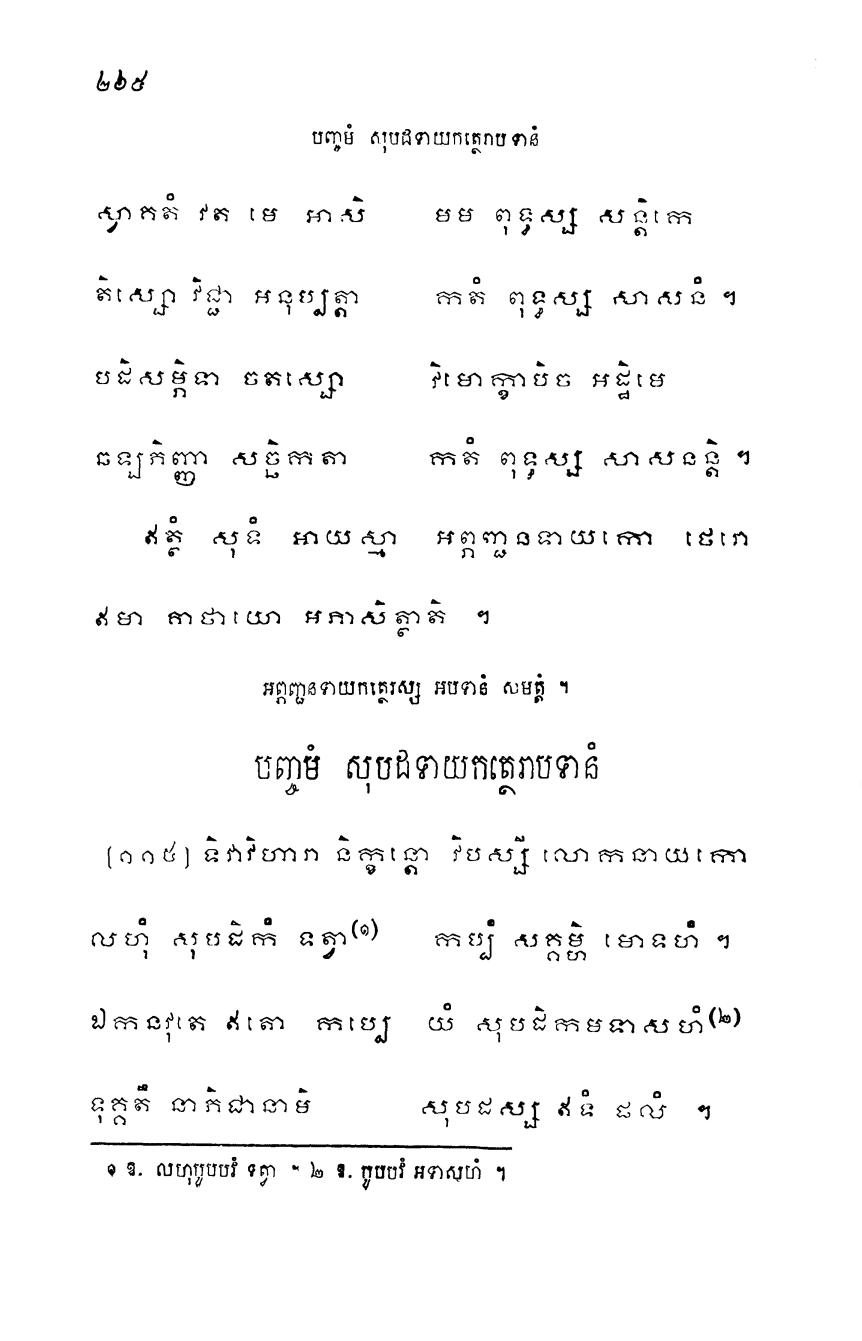 ២៦៥
បញ្ចមំ សុបដទាយកត្ថេរាបទានំ
ស្វាគតំ វត មេ អាសិ មម ពុទ្ធស្ស សន្តិកេ
តិស្សោ វិជ្ជា អនុប្បត្តា កតំ ពុទ្ធស្ស សាសនំ ។
បដិសម្ភិទា ចតស្សោ វិមោក្ខាបិច អដ្ឋិមេ
ឆឡភិញ្ញា សច្ឆិកតា កតំ ពុទ្ធស្ស សាសនន្តិ ។
ឥត្ថំ សុទំ អាយស្មា អព្ភញ្ជនទាយកោ ថេរោ
ឥមា គាថាយោ អភាសិត្ថាតិ ។
អព្ភញ្ជនទាយកត្ថេរស្ស អបទានំ សមត្តំ ។
បញ្ចមំ សុបដទាយកត្ថេរាបទានំ
[១១៥] ទិវាវិហារា និក្ខន្តោ វិបស្សី លោកនាយកោ
លហុំ សុបដិកំ ទត្វា(១) កប្បំ សគ្គម្ហិ មោទហំ ។
ឯកនវុតេ ឥតោ កប្បេ យំ សុបដិកមទាសហំ(២)
ទុគ្គតឹ នាភិជានាមិ សុបដស្ស ឥទំ ផលំ ។
១ ឱ. លហុបូបបវំ ទត្វា ។ ២ ឱ. បូបបវំ អទាសហំ ។